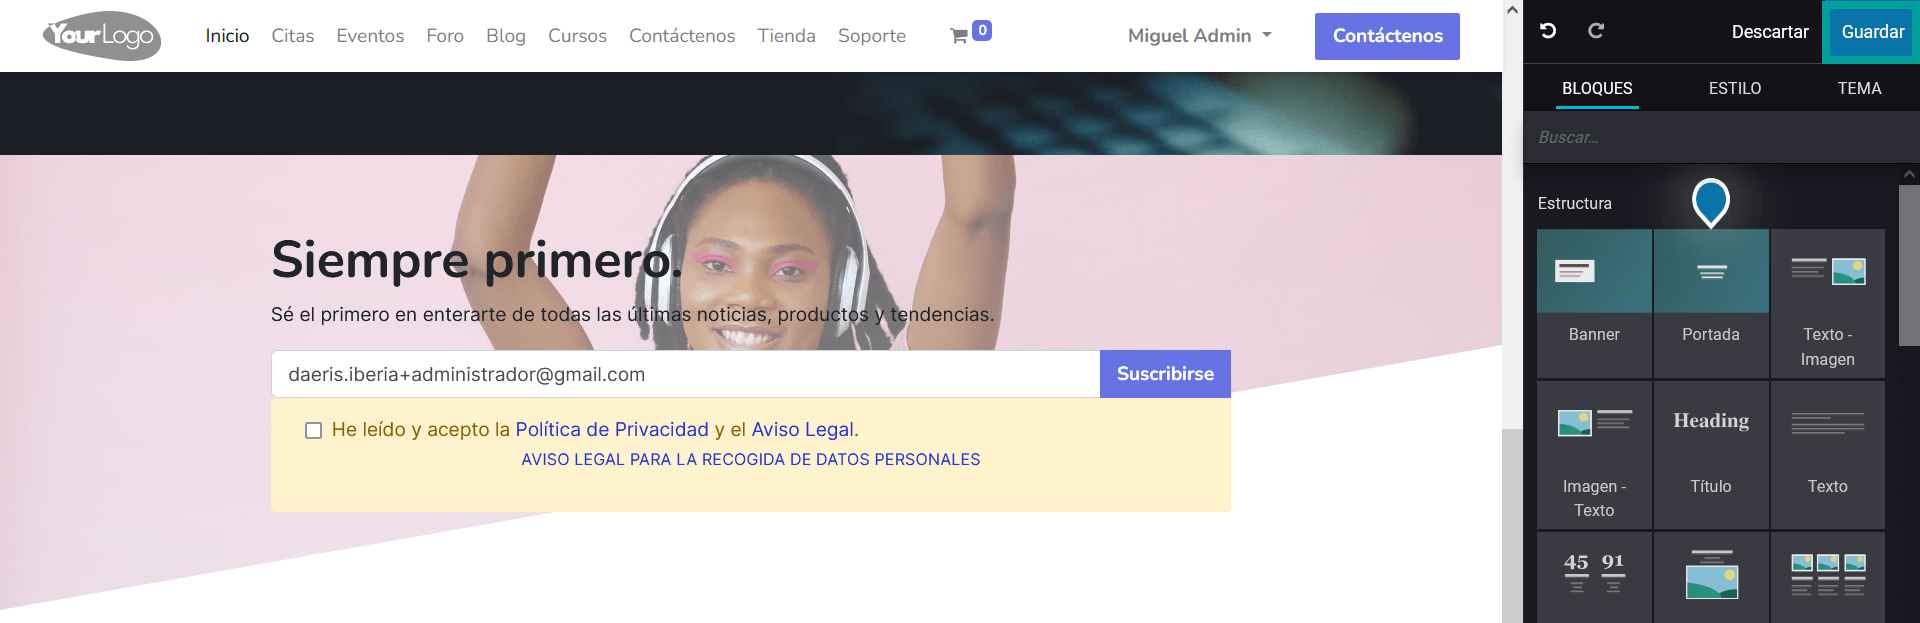 YourLogo
Inicio Citas Eventos Foro Blog Cursos Contáctenos Tienda Soporte 0 Miguel Admin Contáctenos
Descartar Guardar
BLOQUES ESTILO TEMA
Buscar...
Siempre primero.
Sé el primero en enterarte de todas las últimas noticias, productos y tendencias.
daeris.iberia+administrador@gmail.com Suscribirse
He leído y acepto la Política de Privacidad y el Aviso Legal.
AVISO LEGAL PARA LA RECOGIDA DE DATOS PERSONALES
Estructura
Banner
Portada
Texto -
Imagen
Imagen -
Texto
Heading
Título
Texto
45 91